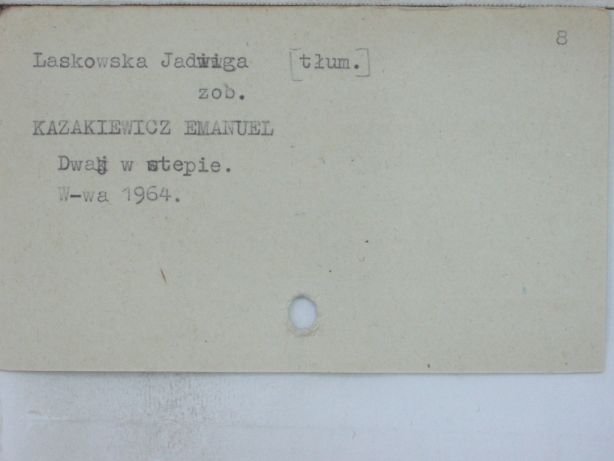 8
Laskowska Jadwiga [tłum.]
zob.
KAZAKIEWICZ EMANUEL
Dwaj w stepie.
W-wa 1964.